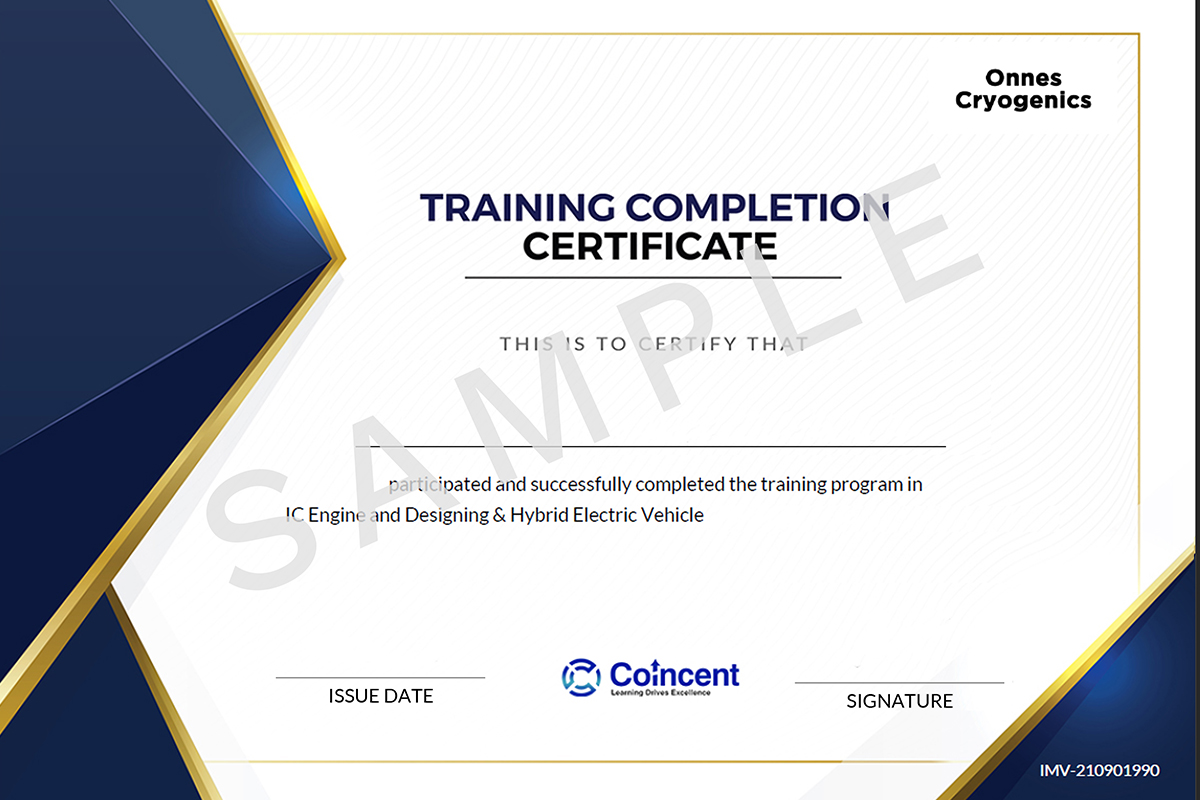 Onnes
Cryogenics
TRAINING COMPLETION
CERTIFICATE
THIS IS TO CERTIFY THAT
SAMPLE
participated and successfully completed the training program in
IC Engine and Designing & Hybrid Electric Vehicle
ISSUE DATE
Coincent
Learning Drives Excellence
SIGNATURE
IMV-210901990